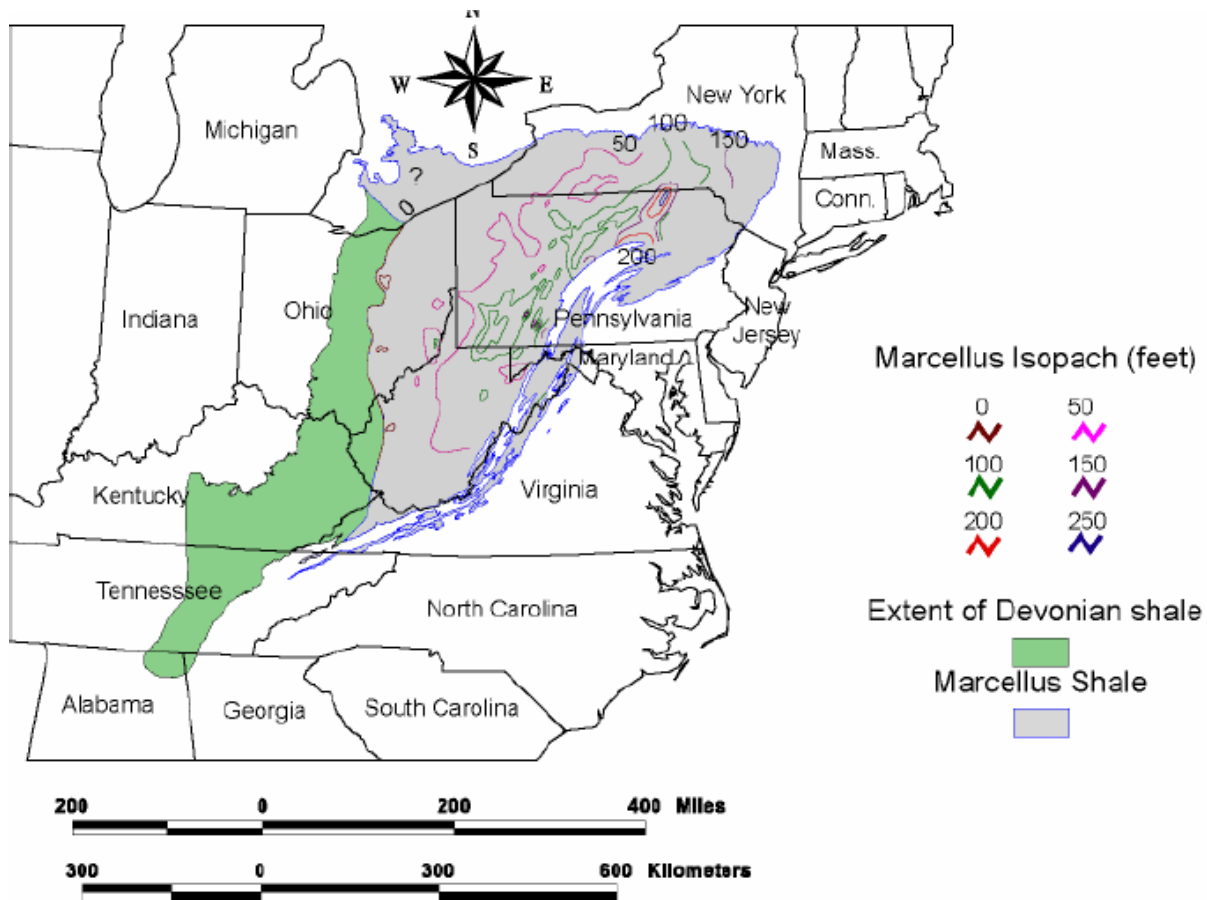 N
W E
S
Michigan
New York
50 100 150
Mass.
Conn.
?
0
200
Ohio
Indiana
Pennsylvania
New
Jersey
Maryland
Virginia
Kentucky
Tennesssee
North Carolina
Alabama
Georgia
South Carolina
Marcellus Isopach (feet)
0 50
100 150
200 250
Extent of Devonian shale
Marcellus Shale
200 0 200 400 Miles
300 0 300 600 Kilometers